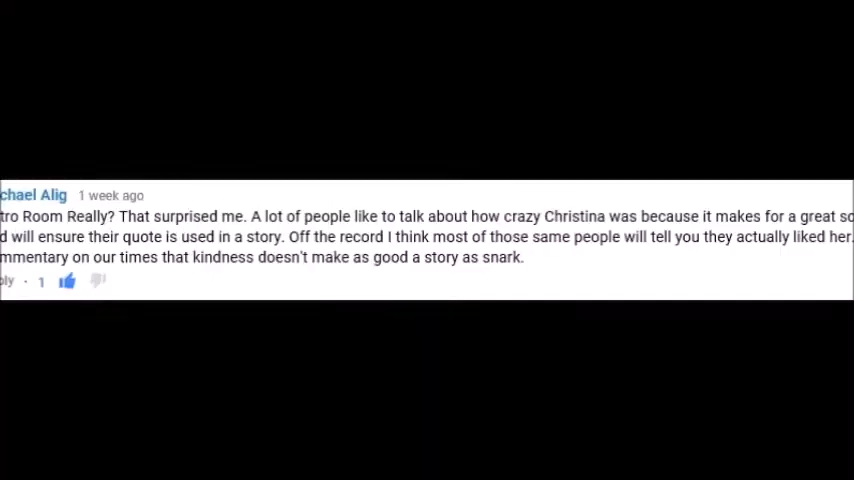 chael Alig 1 week ago
tro Room Really? That surprised me. A lot of people like to talk about how crazy Christina was because it makes for a great so
d will ensure their quote is used in a story. Off the record I think most of those same people will tell you they actually liked her.
mmentary on our times that kindness doesn't make as good a story as snark.
ply · 1